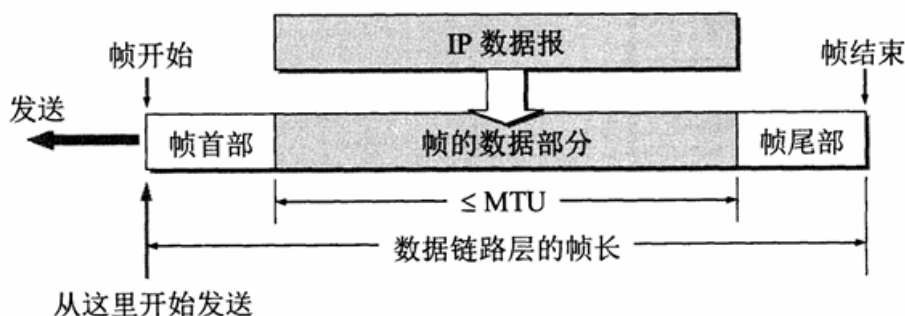 IP 数据报
帧开始
帧结束
发送
帧首部
帧的数据部分
帧尾部
≤ MTU
数据链路层的帧长
从这里开始发送